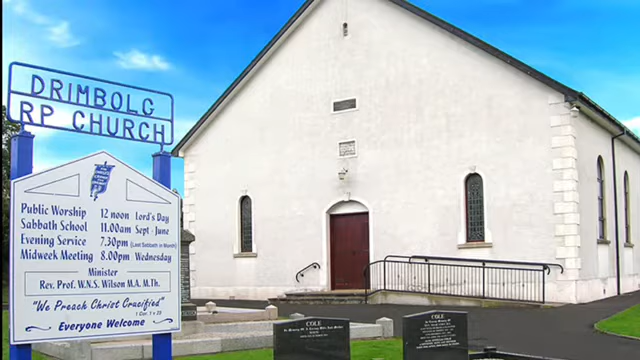 DRIMBOLG
RP CHURCH
Public Worship 12 noon Lord's Day
Sabbath School 11.00am Sept - June
Evening Service 7.30pm (Last Sabbath in Month)
Midweek Meeting 8.00pm Wednesday
Minister
Rev. Prof. W.N.S. Wilson M.A. M.Th.
"We Preach Christ Crucified"
1 Cor. 1 v 23
Everyone Welcome
COLE
COLE